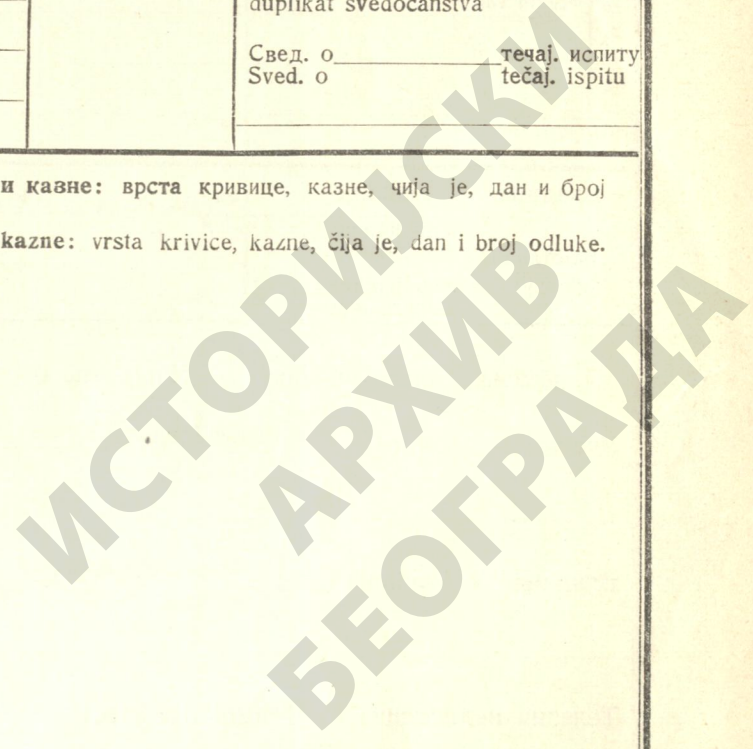 duplikat svedočanstva
Свед. о____________течај. испиту
Sved. o tečaj. ispitu
и казне: врста кривице, казне, чија је, дан и број
kazne: vrsta krivice, kazne, čija je, dan i broj odluke.
ИСТОРИЈСКИ
АРХИВ
БЕОГРАДА